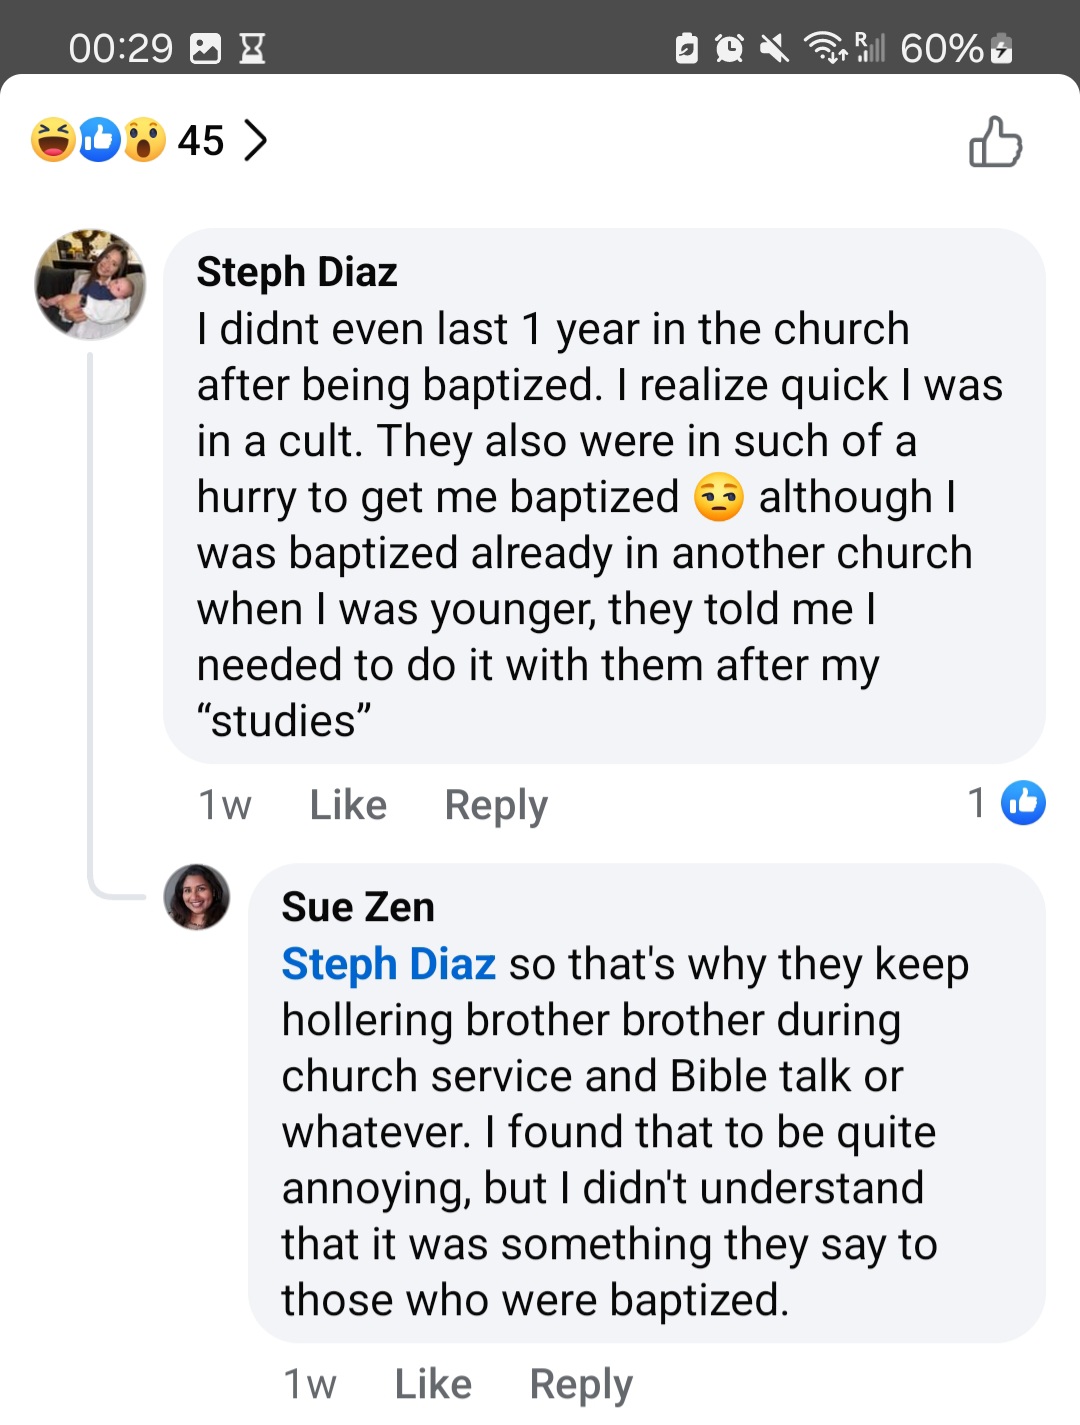 00:29
R
60%
45
Steph Diaz
I didnt even last 1 year in the church
after being baptized. I realize quick I was
in a cult. They also were in such of a
hurry to get me baptized 😒 although I
was baptized already in another church
when I was younger, they told me I
needed to do it with them after my
“studies”
1w Like Reply 1
Sue Zen
Steph Diaz so that's why they keep
hollering brother brother during
church service and Bible talk or
whatever. I found that to be quite
annoying, but I didn't understand
that it was something they say to
those who were baptized.
1w Like Reply